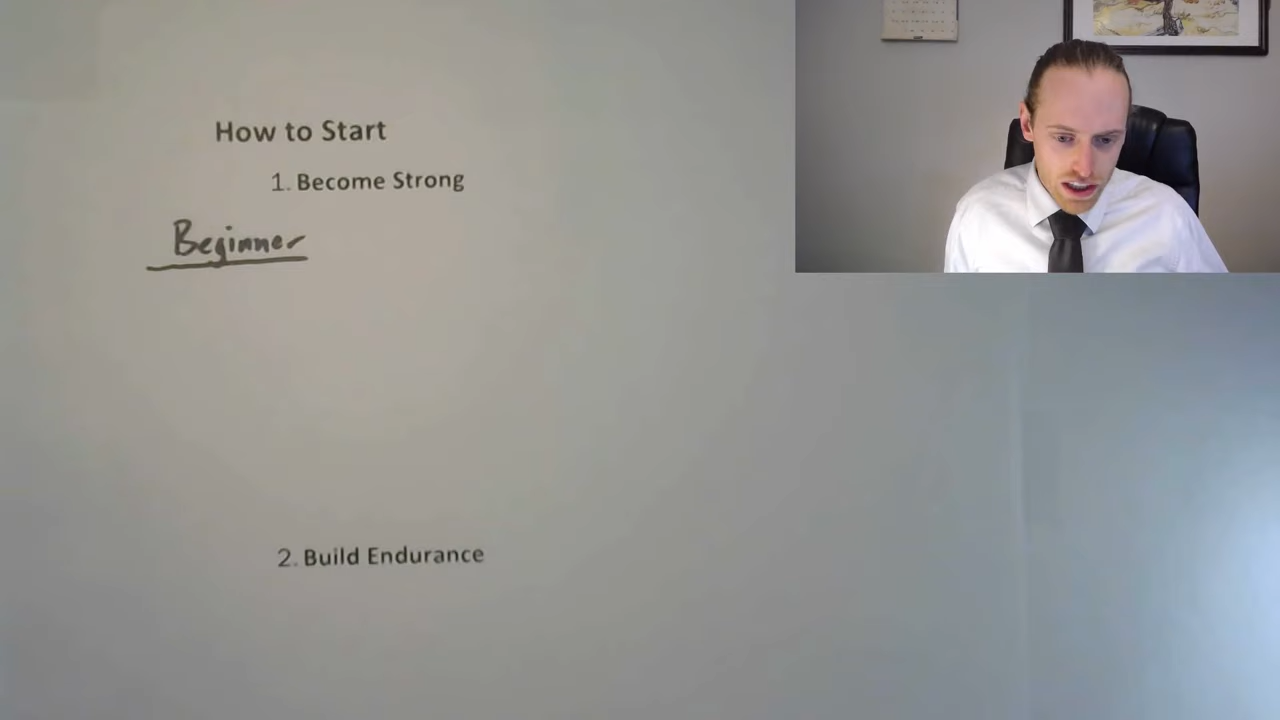 How to Start
1. Become Strong
Beginner
2. Build Endurance